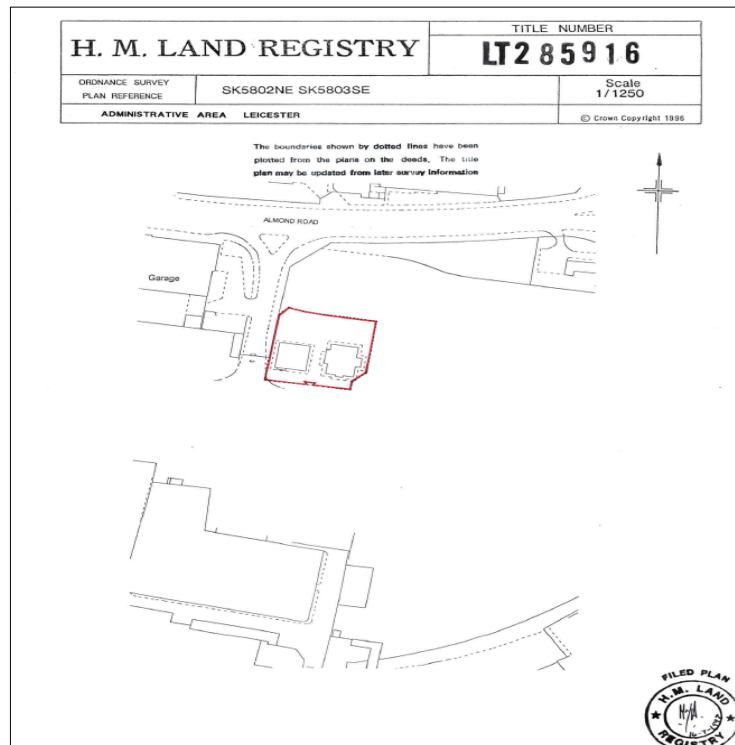 H. M. LAND REGISTRY
TITLE NUMBER
LT285916
ORDNANCE SURVEY
PLAN REFERENCE
SK5802NE SK5803SE
Scale
1/1250
ADMINISTRATIVE AREA LEICESTER
© Crown Copyright 1996
The boundaries shown by dotted lines have been
plotted from the plans on the deeds. The title
plan may be updated from later survey information
ALMOND ROAD
Garage
FILED PLAN
H.M. LAND
REGISTRY